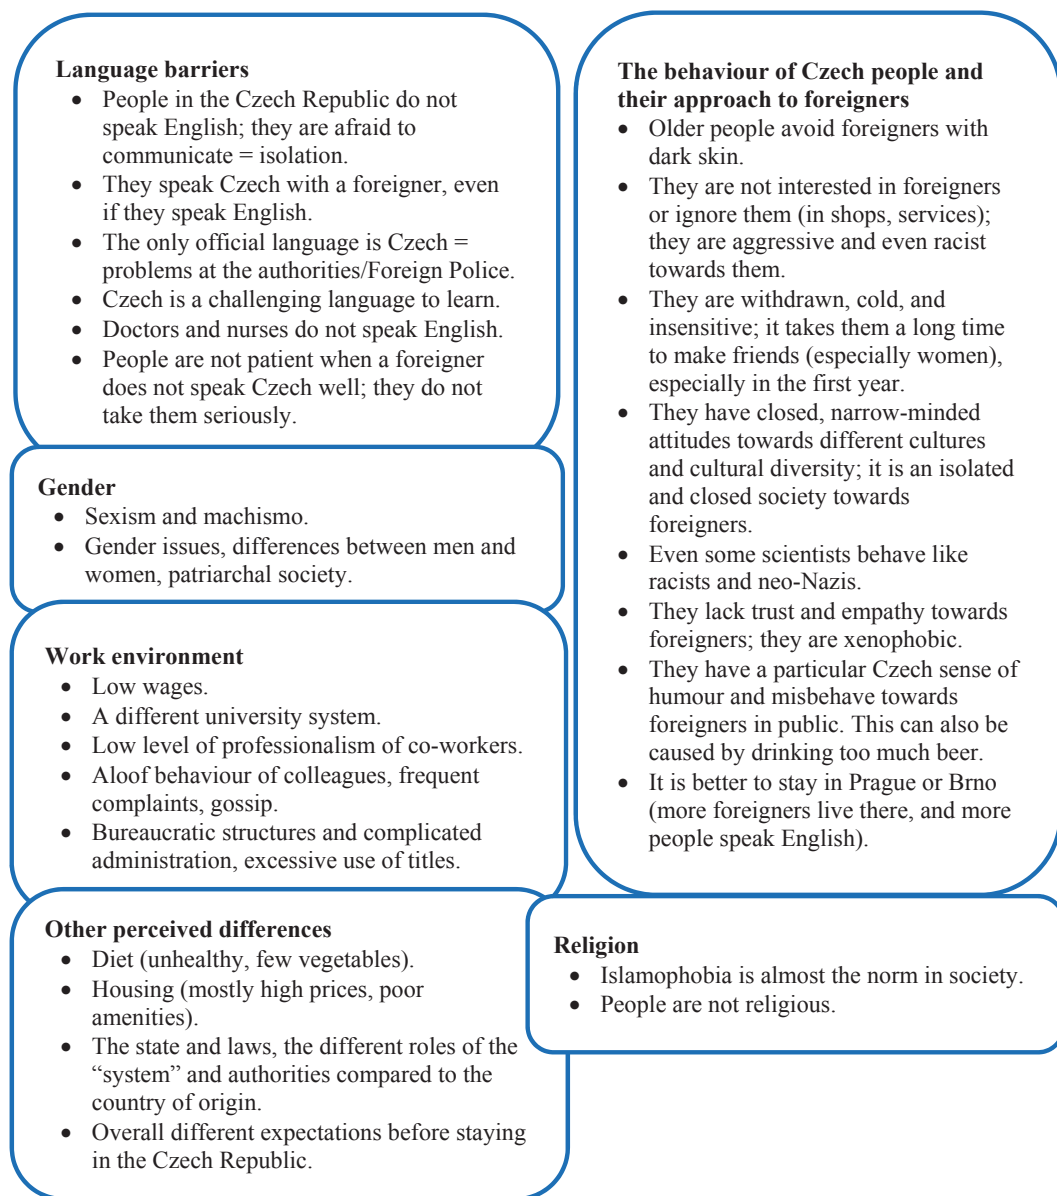 Language barriers
• People in the Czech Republic do not
speak English; they are afraid to
communicate = isolation.
• They speak Czech with a foreigner, even
if they speak English.
• The only official language is Czech =
problems at the authorities/Foreign Police.
• Czech is a challenging language to learn.
• Doctors and nurses do not speak English.
• People are not patient when a foreigner
does not speak Czech well; they do not
take them seriously.
Gender
• Sexism and machismo.
• Gender issues, differences between men and
women, patriarchal society.
Work environment
• Low wages.
• A different university system.
• Low level of professionalism of co-workers.
• Aloof behaviour of colleagues, frequent
complaints, gossip.
• Bureaucratic structures and complicated
administration, excessive use of titles.
Other perceived differences
• Diet (unhealthy, few vegetables).
• Housing (mostly high prices, poor
amenities).
• The state and laws, the different roles of the
“system” and authorities compared to the
country of origin.
• Overall different expectations before staying
in the Czech Republic.
The behaviour of Czech people and
their approach to foreigners
• Older people avoid foreigners with
dark skin.
• They are not interested in foreigners
or ignore them (in shops, services);
they are aggressive and even racist
towards them.
• They are withdrawn, cold, and
insensitive; it takes them a long time
to make friends (especially women),
especially in the first year.
• They have closed, narrow-minded
attitudes towards different cultures
and cultural diversity; it is an isolated
and closed society towards
foreigners.
• Even some scientists behave like
racists and neo-Nazis.
• They lack trust and empathy towards
foreigners; they are xenophobic.
• They have a particular Czech sense of
humour and misbehave towards
foreigners in public. This can also be
caused by drinking too much beer.
• It is better to stay in Prague or Brno
(more foreigners live there, and more
people speak English).
Religion
• Islamophobia is almost the norm in society.
• People are not religious.